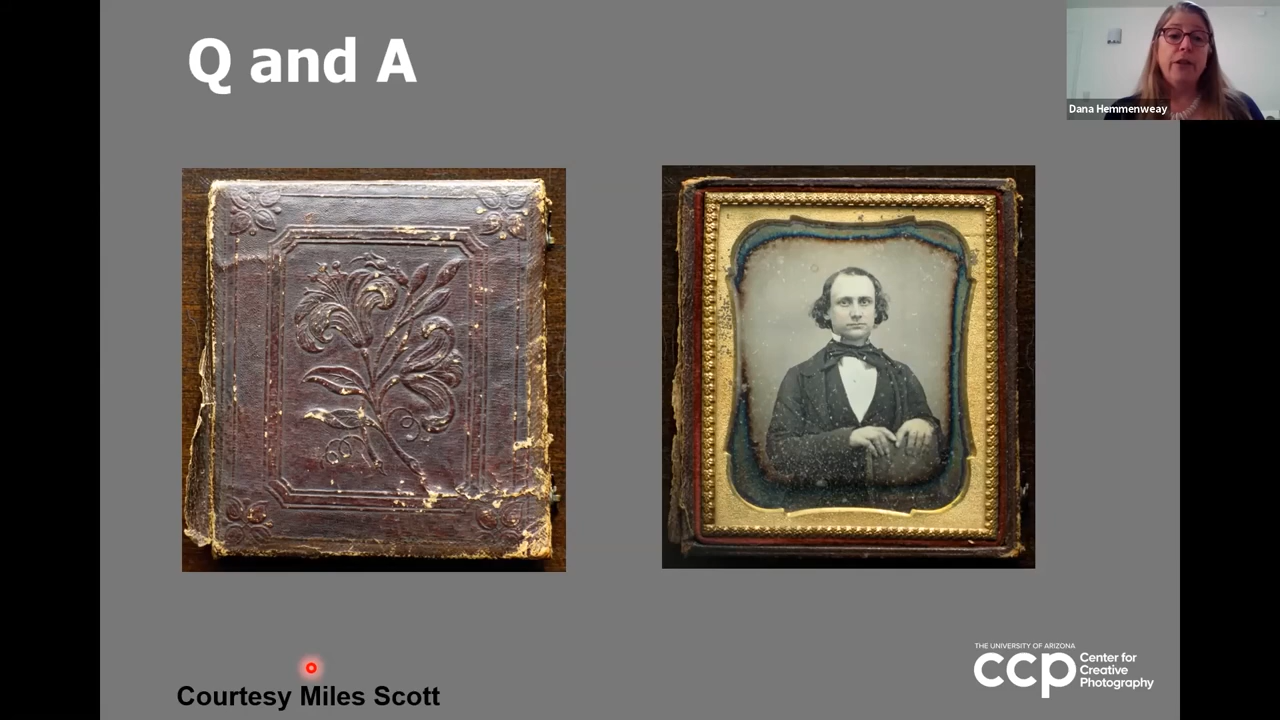 Q and A
Dana Hemmenweay
THE UNIVERSITY OF ARIZONA
ccp
Center for
Creative
Photography
Courtesy Miles Scott